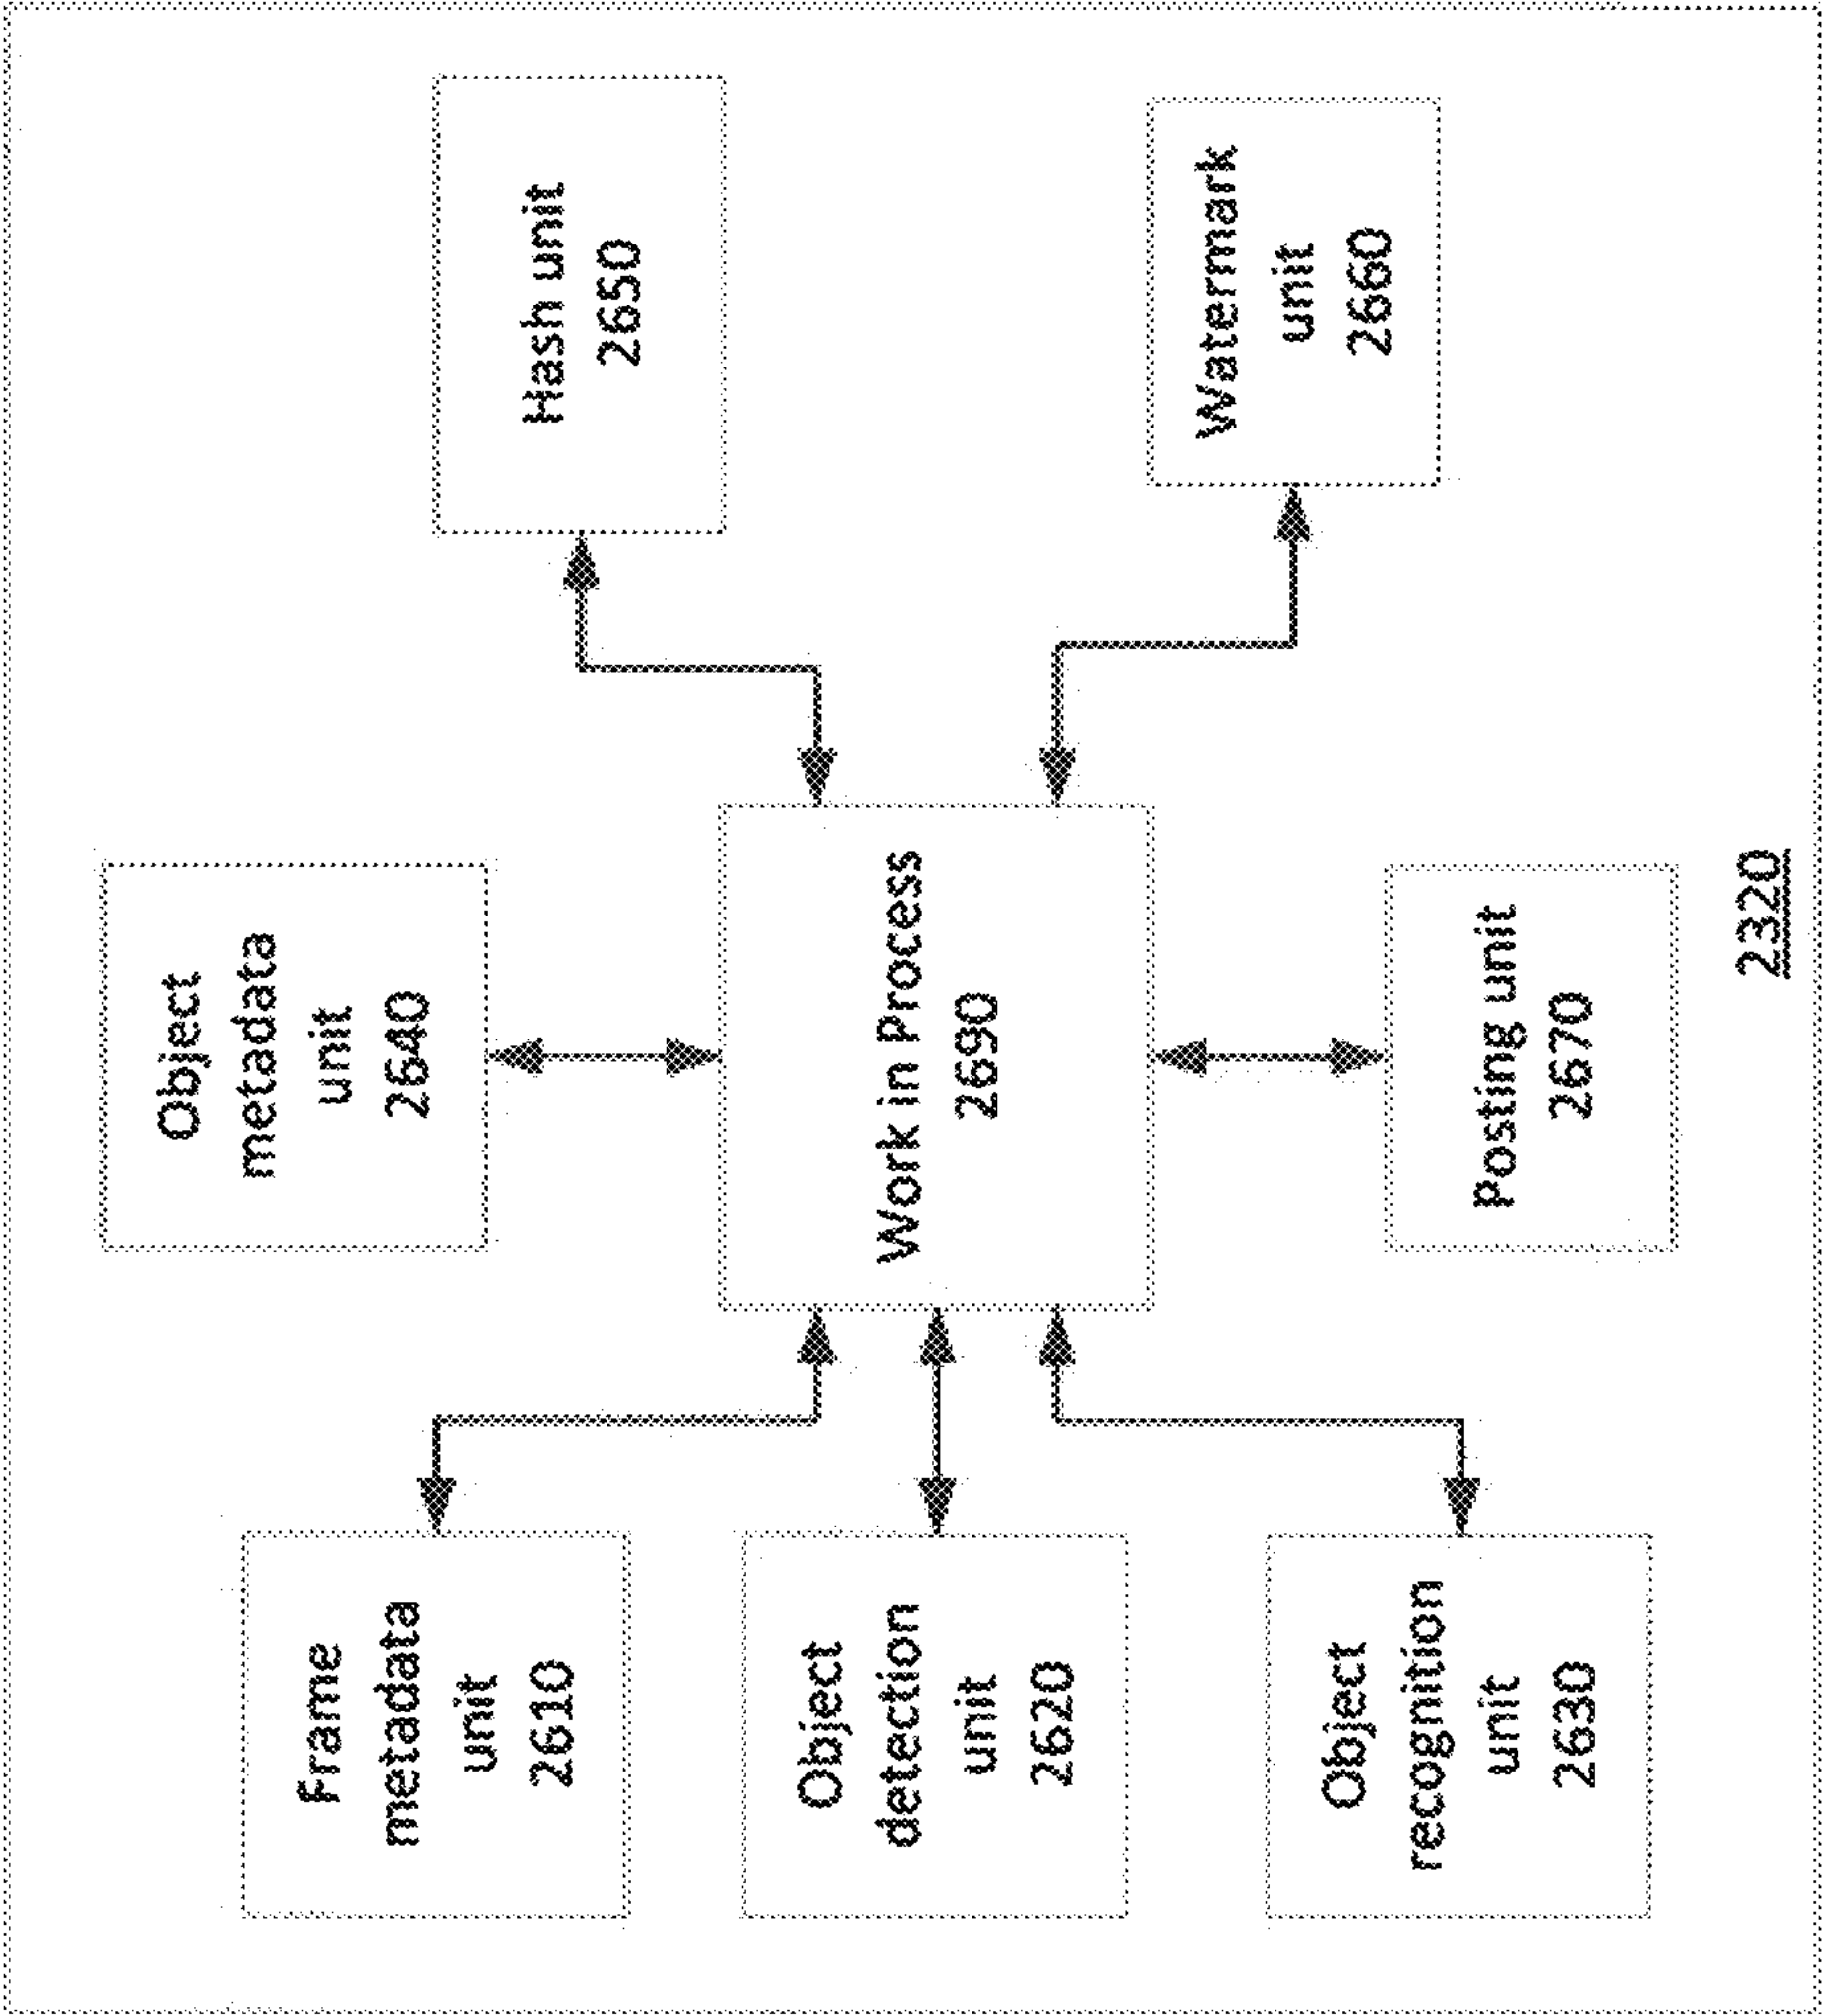 Frame
metadata
unit
2610
Object
detection
unit
2620
Object
recognition
unit
2630
Object
metadata
unit
2640
Work in Process
2690
Posting unit
2670
Hash unit
2650
Watermark
unit
2660
2320